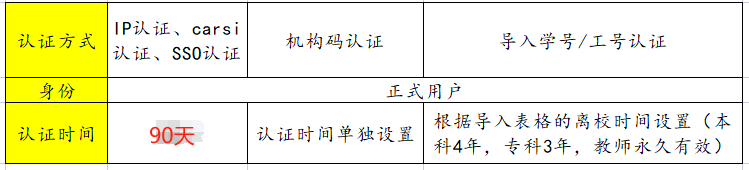 认证方式
IP认证、carsi
认证、SSO认证
机构码认证
导入学号/工号认证
身份
正式用户
认证时间
90天
认证时间单独设置
根据导入表格的离校时间设置（本
科4年，专科3年，教师永久有效）